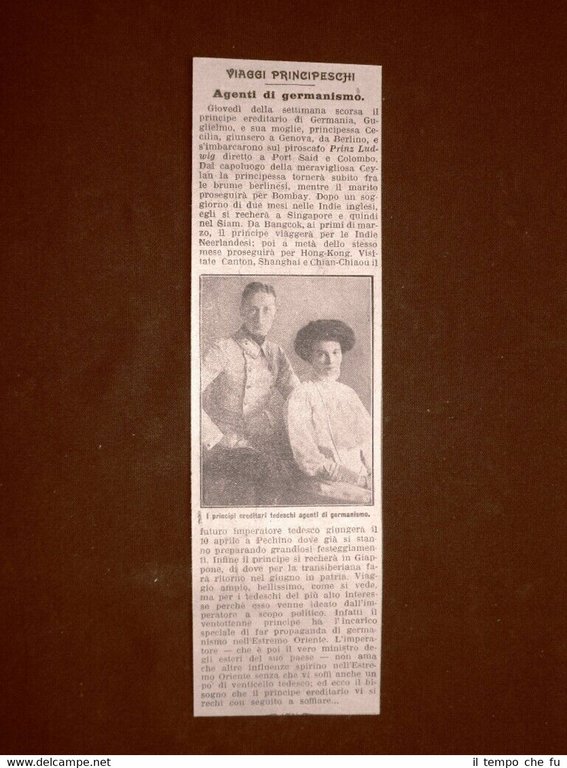 VIAGGI PRINCIPESCHI
Agenti di germanismo.
Giovedì della settimana scorsa il
principe ereditario di Germania, Gu-
glielmo, e sua moglie, principessa Ce-
cilia, giunsero a Genova, da Berlino, e
s'imbarcarono sul piroscafo Prinz Lud-
wig diretto a Port Said e Colombo.
Dal capoluogo della meravigliosa Cey-
lan la principessa tornerà subito fra
le brume berlinesi, mentre il marito
proseguirà per Bombay. Dopo un sog-
giorno di due mesi nelle Indie inglesi,
egli si recherà a Singapore e quindi
nel Siam. Da Bangcok, ai primi di mar-
zo, il principe viaggerà per le Indie
Neerlandesi; poi a metà dello stesso
mese proseguirà per Hong-Kong. Visi-
tate Canton, Shanghai e Chian-Chiaou il
I principi ereditari tedeschi agenti di germanismo.
futuro imperatore tedesco giungerà il
10 aprile a Pechino dove già si stan-
no preparando grandiosi festeggiamen-
ti. Infine il principe si recherà in Giap-
pone, di dove per la transiberiana fa-
rà ritorno nel giugno in patria. Viag-
gio ampio, bellissimo, come si vede,
ma per i tedeschi del più alto interes-
se perchè esso venne ideato dall'im-
peratore a scopo politico. Infatti il
ventottenne principe ha l'incarico
speciale di far propaganda di germa-
nismo nell'Estremo Oriente. L'impera-
tore — che è poi il vero ministro de-
gli esteri del suo paese — non ama
che altre influenze spirino nell'Estre-
mo Oriente senza che vi soffi anche un
po' di venticello tedesco; ed ecco il bi-
sogno che il principe ereditario vi si
rechi con seguito a soffiare...
il tempo che fu